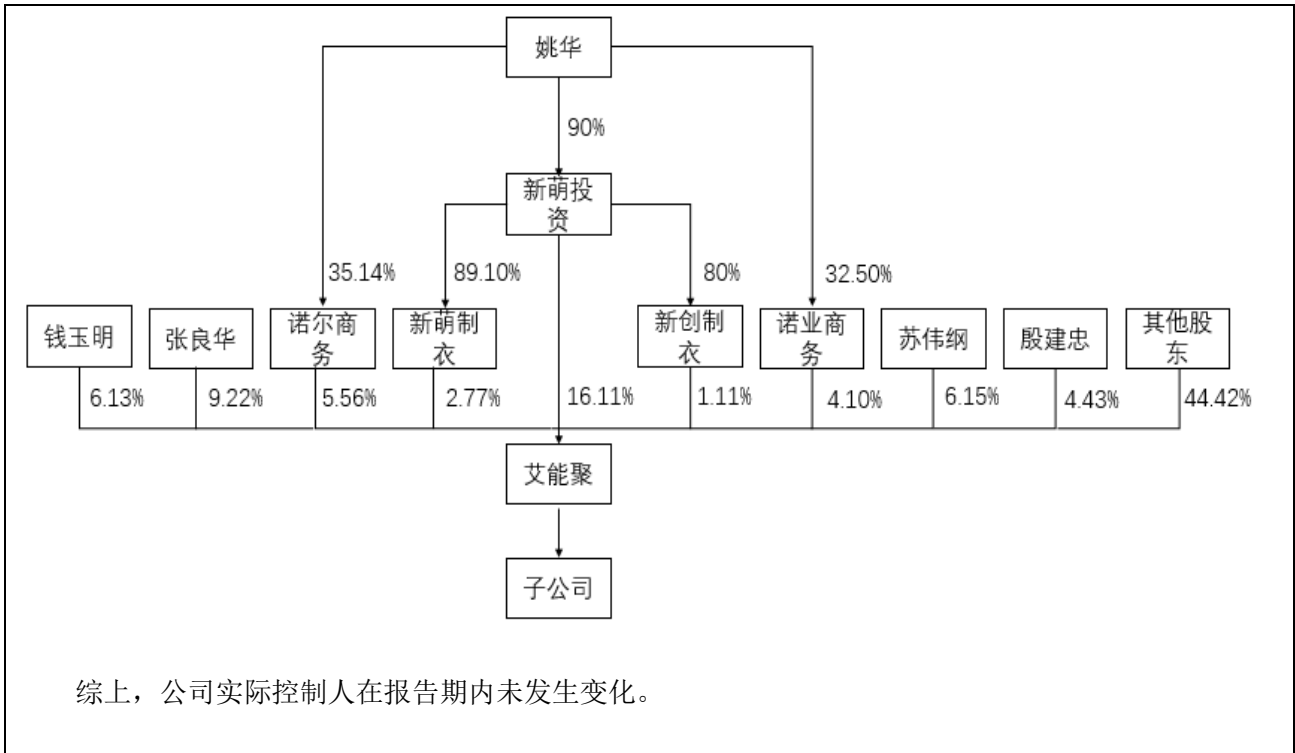 姚华
90%
新萌投
资
35.14%
89.10%
80%
32.50%
钱玉明
张良华
诺尔商
务
新萌制
衣
新创制
衣
诺业商
务
苏伟纲
殷建忠
其他股
东
6.13%
9.22%
5.56%
2.77%
16.11%
1.11%
4.10%
6.15%
4.43%
44.42%
艾能聚
子公司
综上，公司实际控制人在报告期内未发生变化。